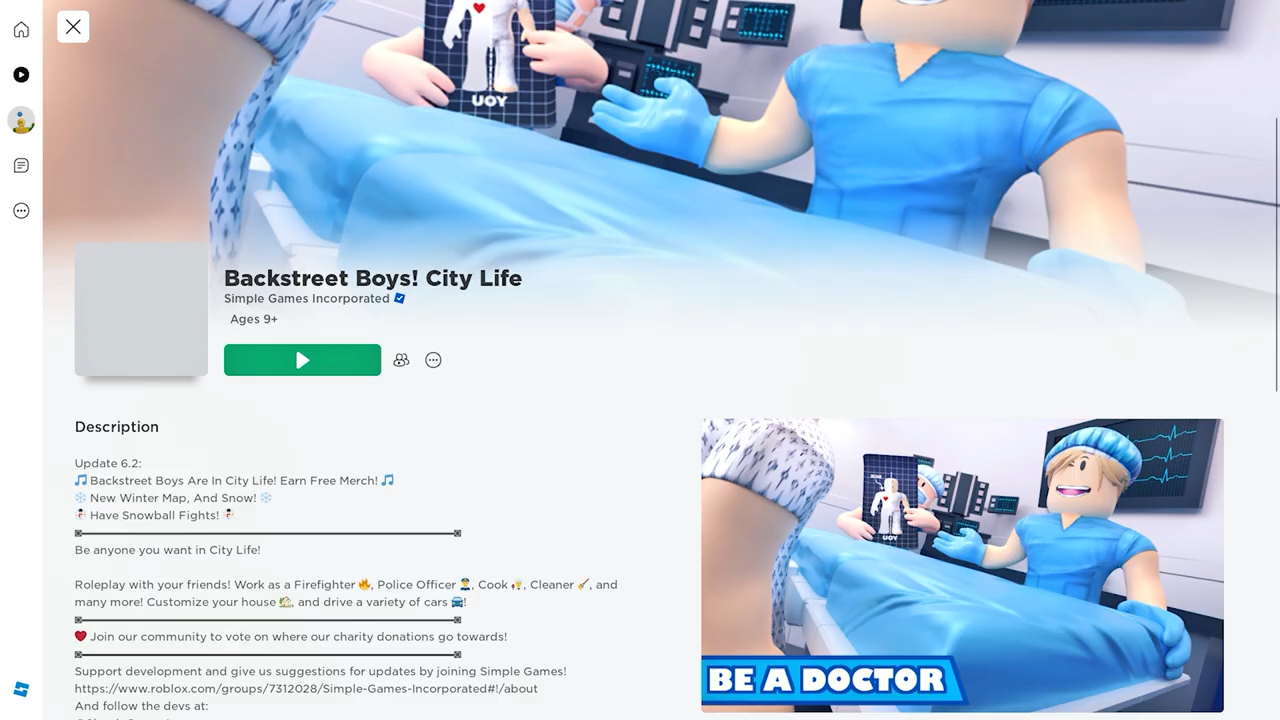 UOY
Backstreet Boys! City Life
Simple Games Incorporated
Ages 9+
Description
Update 6.2:
🎵 Backstreet Boys Are In City Life! Earn Free Merch! 🎵
❄️ New Winter Map, And Snow! ❄️
Have Snowball Fights!
Be anyone you want in City Life!
Roleplay with your friends! Work as a Firefighter 🔥, Police Officer 👮, Cook 👨‍🍳, Cleaner 🧹, and
many more! Customize your house 🏡, and drive a variety of cars 🚘!
❤️ Join our community to vote on where our charity donations go towards!
Support development and give us suggestions for updates by joining Simple Games!
https://www.roblox.com/groups/7312028/Simple-Games-Incorporated#!/about
And follow the devs at:
UOY
BE A DOCTOR